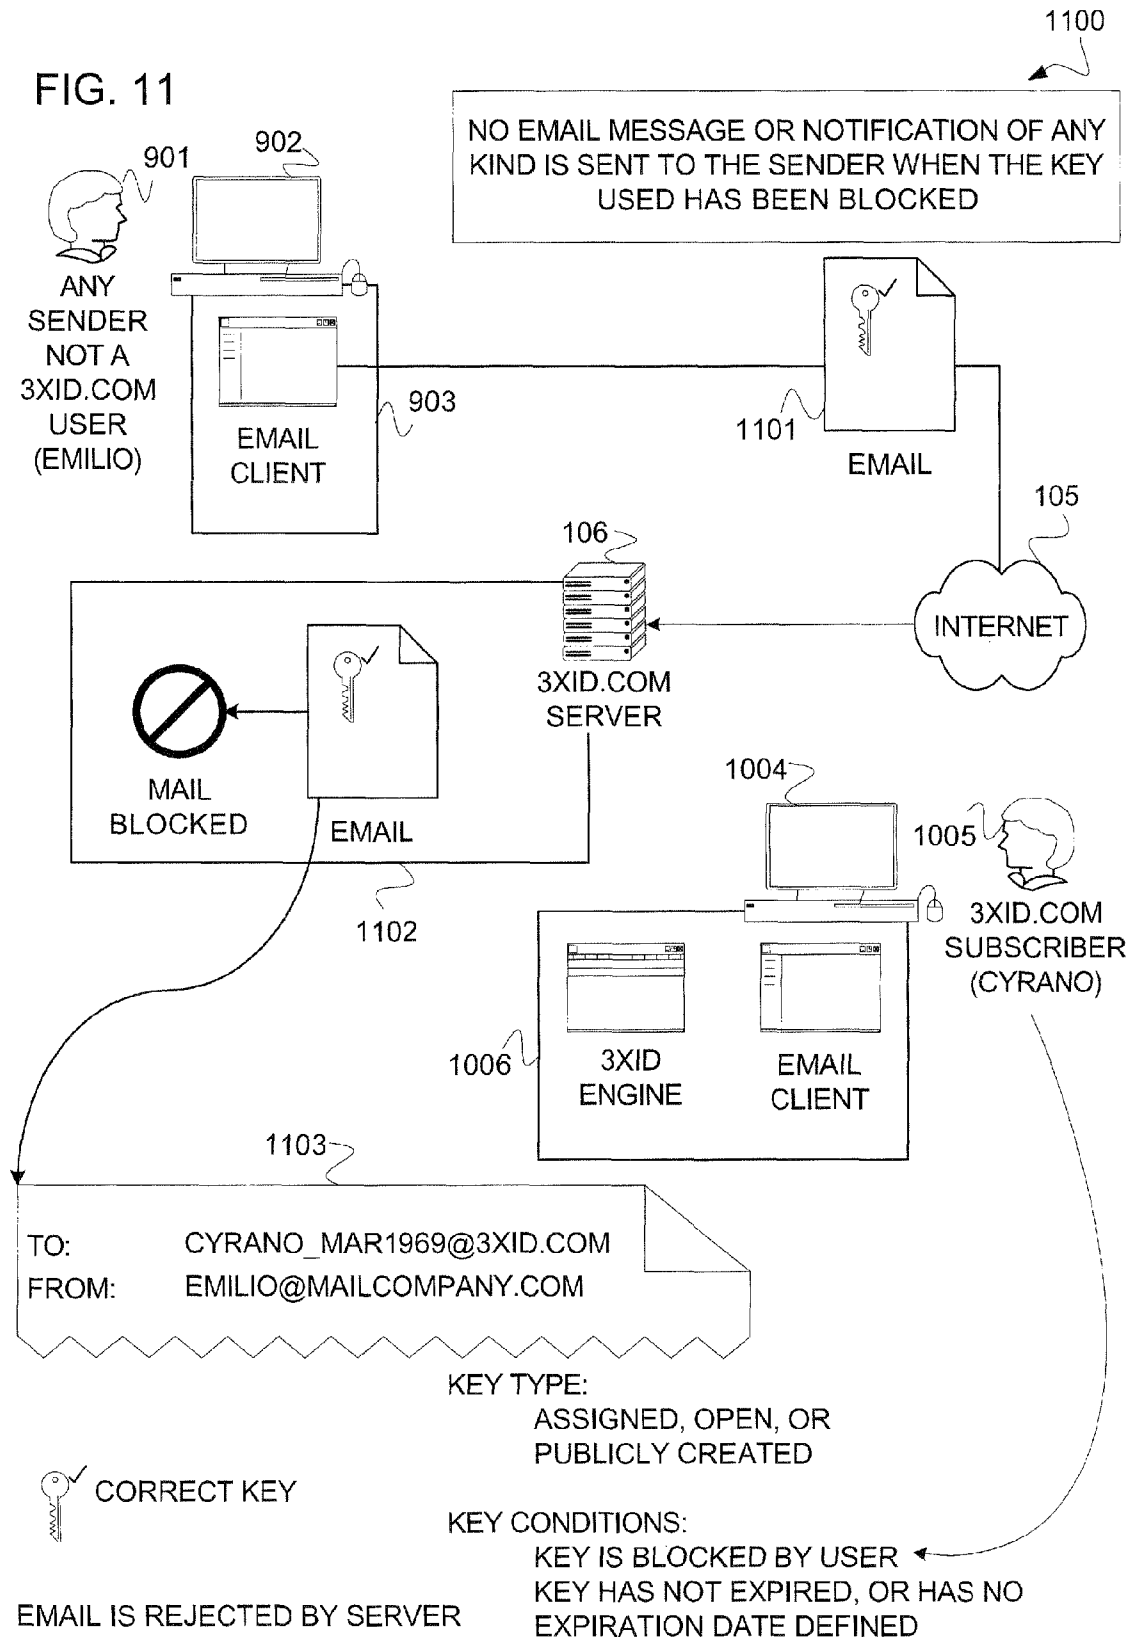 1100
FIG. 11
NO EMAIL MESSAGE OR NOTIFICATION OF ANY
KIND IS SENT TO THE SENDER WHEN THE KEY
USED HAS BEEN BLOCKED
901
902
ANY
SENDER
NOT A
3XID.COM
USER
(EMILIO)
EMAIL
CLIENT
903
1101
EMAIL
105
INTERNET
106
3XID.COM
SERVER
MAIL
BLOCKED
EMAIL
1102
1004
1005
3XID.COM
SUBSCRIBER
(CYRANO)
1006
3XID
ENGINE
EMAIL
CLIENT
1103
TO: CYRANO_MAR1969@3XID.COM
FROM: EMILIO@MAILCOMPANY.COM
KEY TYPE:
ASSIGNED, OPEN, OR
PUBLICLY CREATED
CORRECT KEY
KEY CONDITIONS:
KEY IS BLOCKED BY USER
KEY HAS NOT EXPIRED, OR HAS NO
EXPIRATION DATE DEFINED
EMAIL IS REJECTED BY SERVER